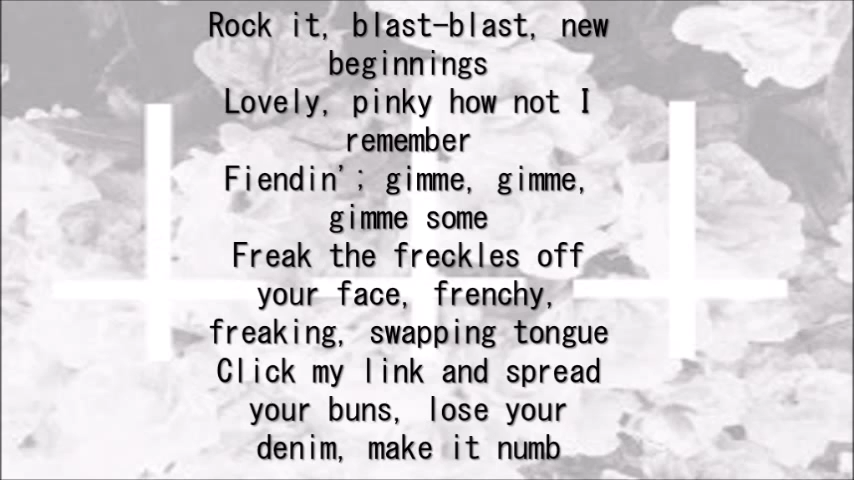 Rock it, blast-blast, new
beginnings
Lovely, pinky how not I
remember
Fiendin'; gimme, gimme,
gimme some
Freak the freckles off
your face, frenchy,
freaking, swapping tongue
Click my link and spread
your buns, lose your
denim, make it numb